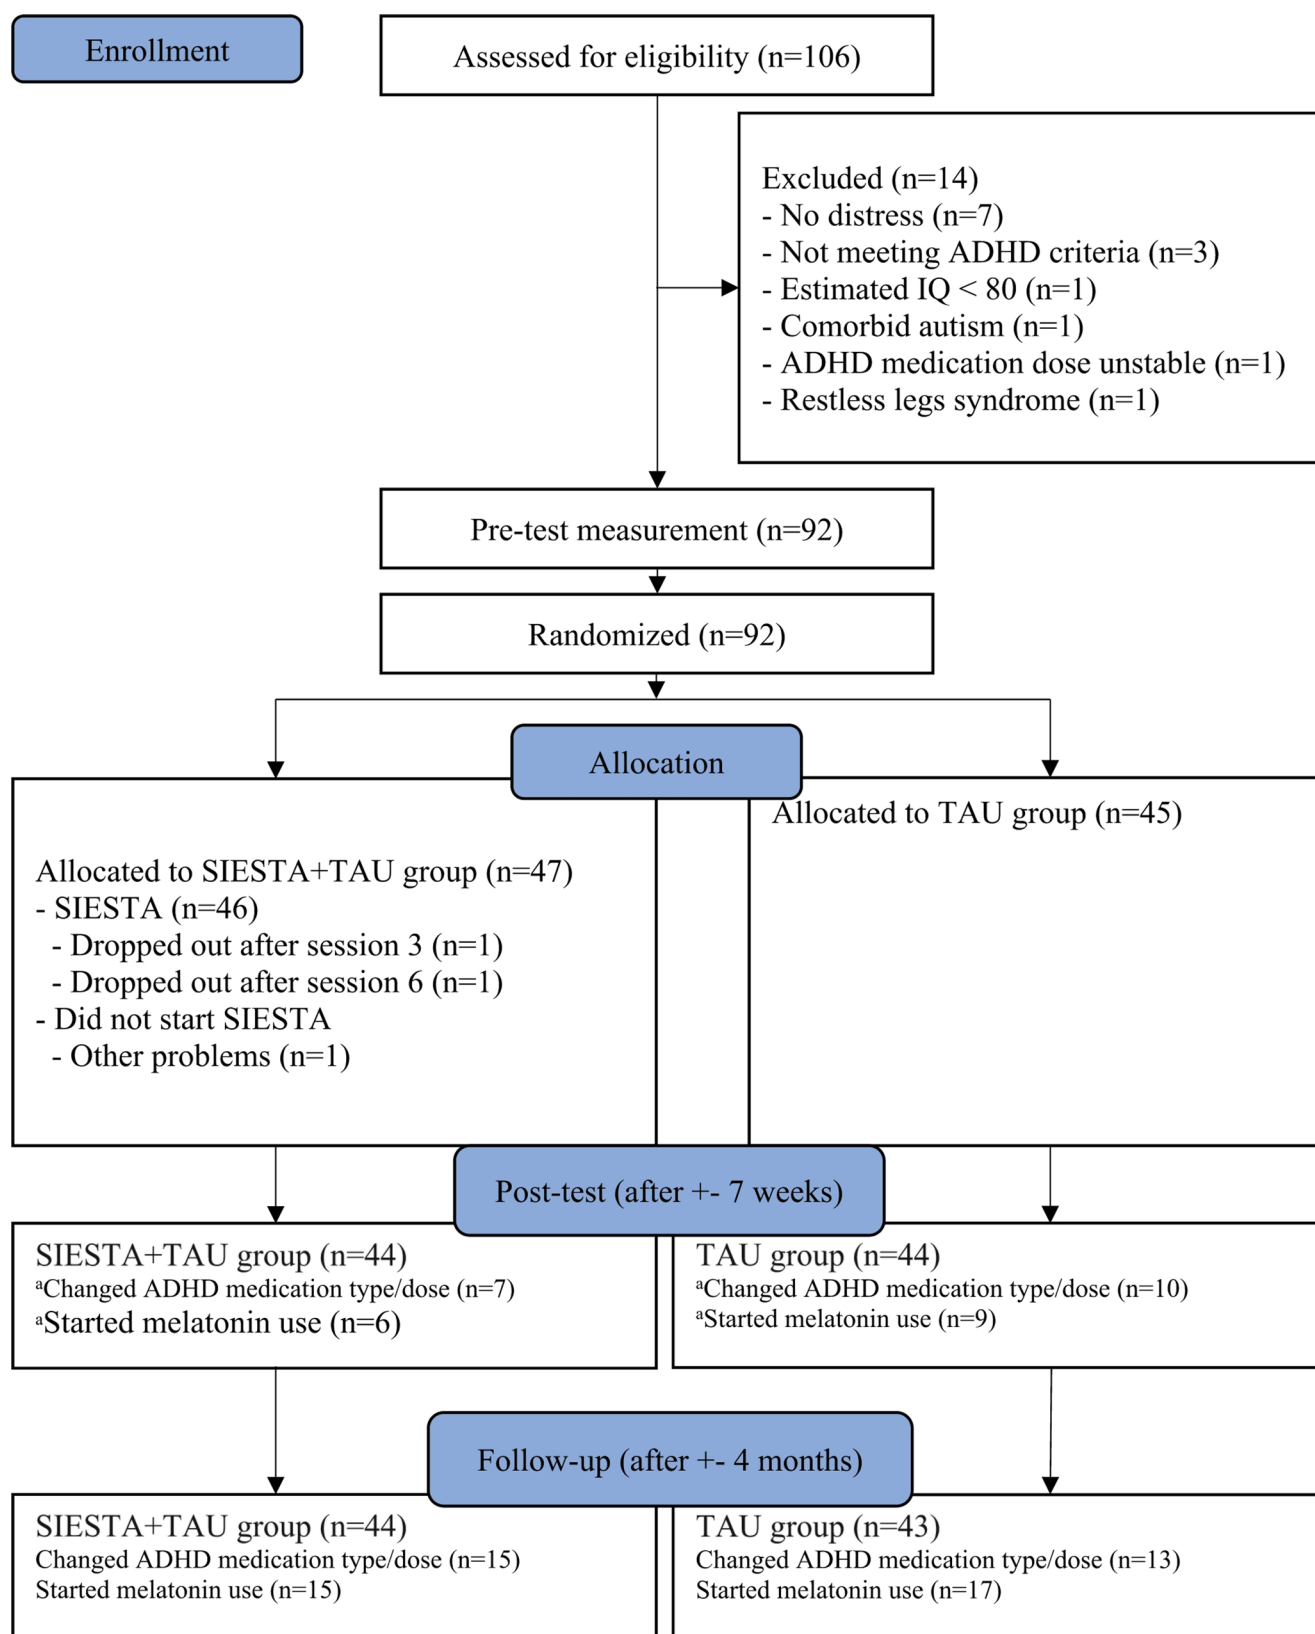 Enrollment
Assessed for eligibility (n=106)
Excluded (n=14)
- No distress (n=7)
- Not meeting ADHD criteria (n=3)
- Estimated IQ < 80 (n=1)
- Comorbid autism (n=1)
- ADHD medication dose unstable (n=1)
- Restless legs syndrome (n=1)
Pre-test measurement (n=92)
Randomized (n=92)
Allocation
Allocated to SIESTA+TAU group (n=47)
- SIESTA (n=46)
- Dropped out after session 3 (n=1)
- Dropped out after session 6 (n=1)
- Did not start SIESTA
- Other problems (n=1)
Allocated to TAU group (n=45)
Post-test (after +- 7 weeks)
SIESTA+TAU group (n=44)
ᵃChanged ADHD medication type/dose (n=7)
ᵃStarted melatonin use (n=6)
TAU group (n=44)
ᵃChanged ADHD medication type/dose (n=10)
ᵃStarted melatonin use (n=9)
Follow-up (after +- 4 months)
SIESTA+TAU group (n=44)
Changed ADHD medication type/dose (n=15)
Started melatonin use (n=15)
TAU group (n=43)
Changed ADHD medication type/dose (n=13)
Started melatonin use (n=17)